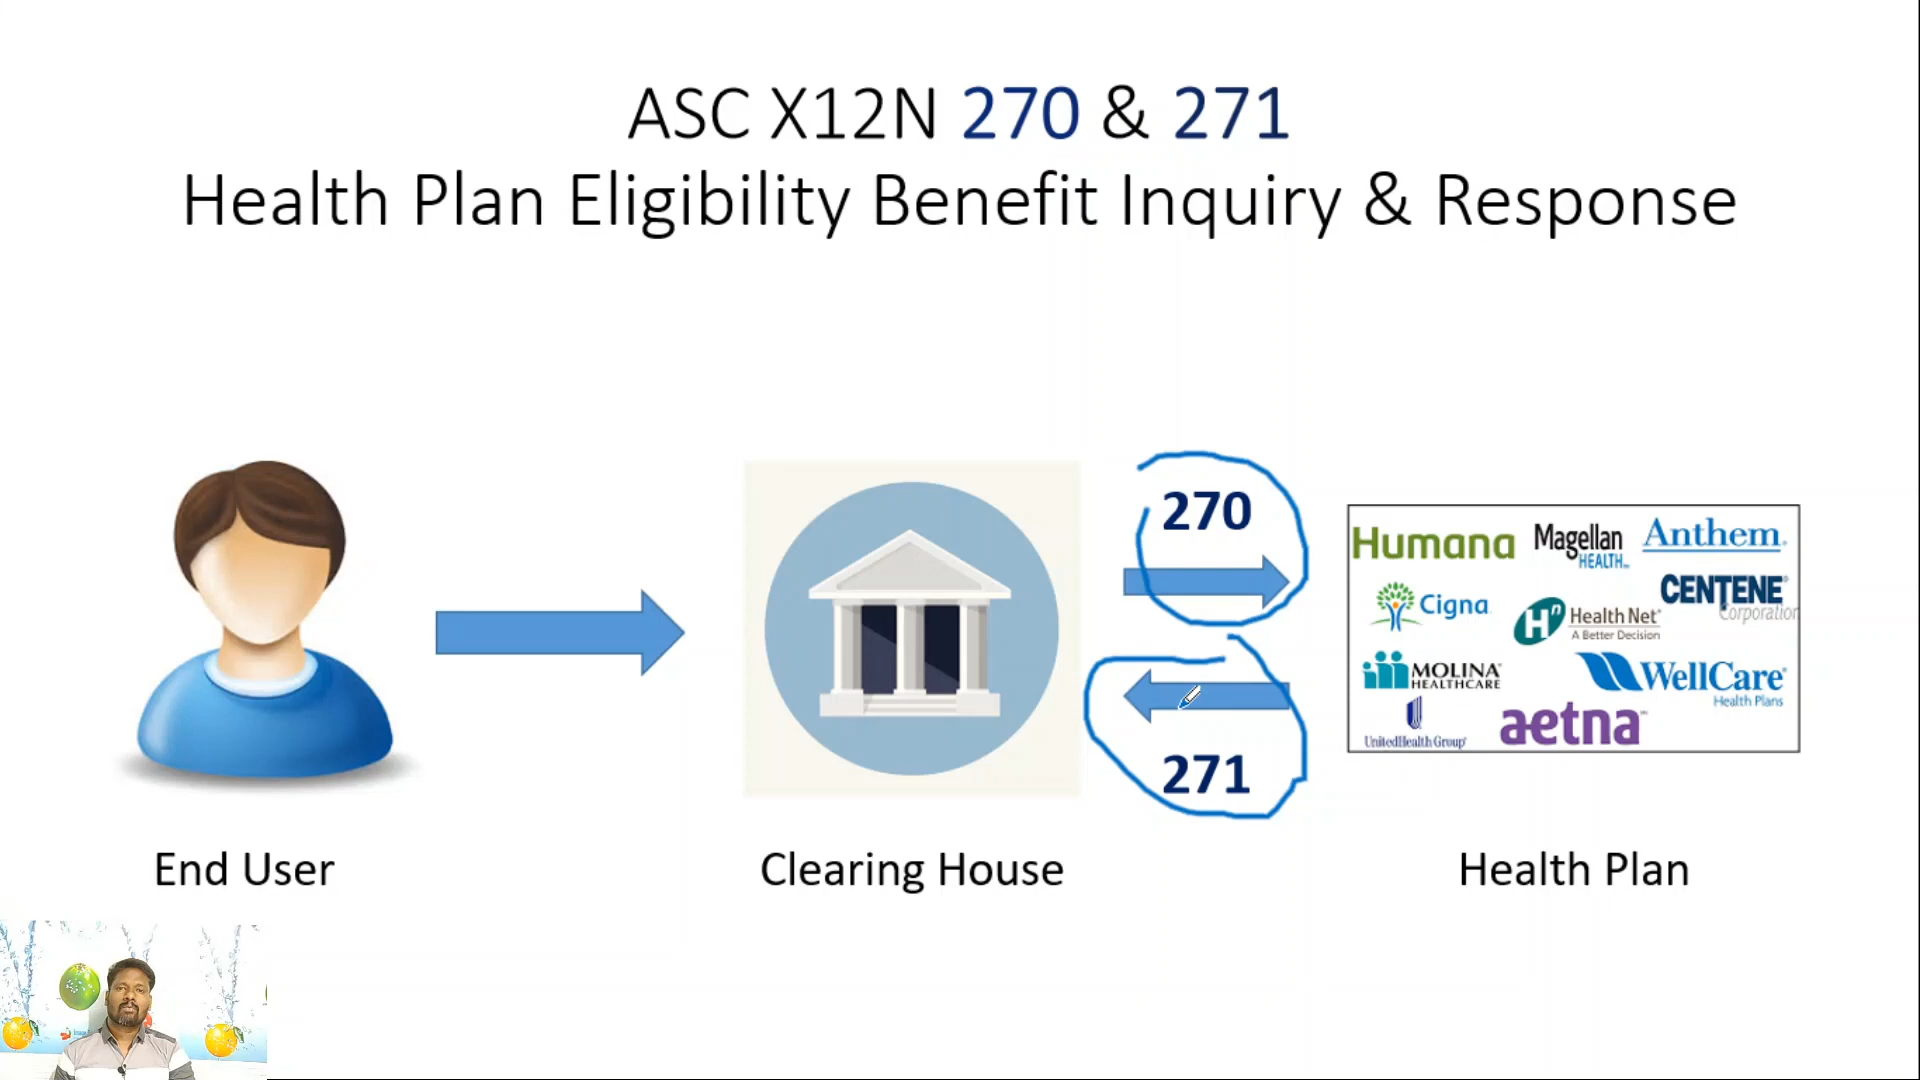 ASC X12N 270 & 271
Health Plan Eligibility Benefit Inquiry & Response
270
Humana
Magellan
HEALTH
Anthem
Cigna
CENTENE
Corporation
Health Net
A Better Decision
MOLINA
HEALTHCARE
WellCare
Health Plans
UnitedHealth Group
aetna
271
End User
Clearing House
Health Plan